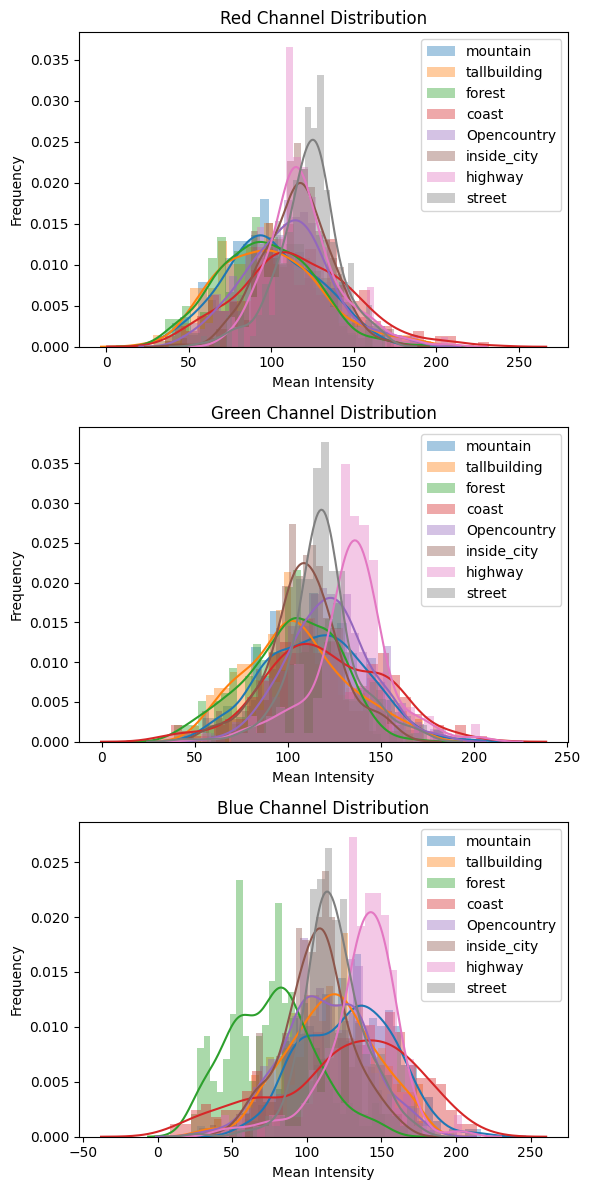 Red Channel Distribution
Frequency
0.035
0.030
0.025
0.020
0.015
0.010
0.005
0.000
mountain
tallbuilding
forest
coast
Opencountry
inside_city
highway
street
0 50 100 150 200 250
Mean Intensity
Green Channel Distribution
Frequency
0.035
0.030
0.025
0.020
0.015
0.010
0.005
0.000
mountain
tallbuilding
forest
coast
Opencountry
inside_city
highway
street
0 50 100 150 200 250
Mean Intensity
Blue Channel Distribution
Frequency
0.025
0.020
0.015
0.010
0.005
0.000
mountain
tallbuilding
forest
coast
Opencountry
inside_city
highway
street
−50 0 50 100 150 200 250
Mean Intensity